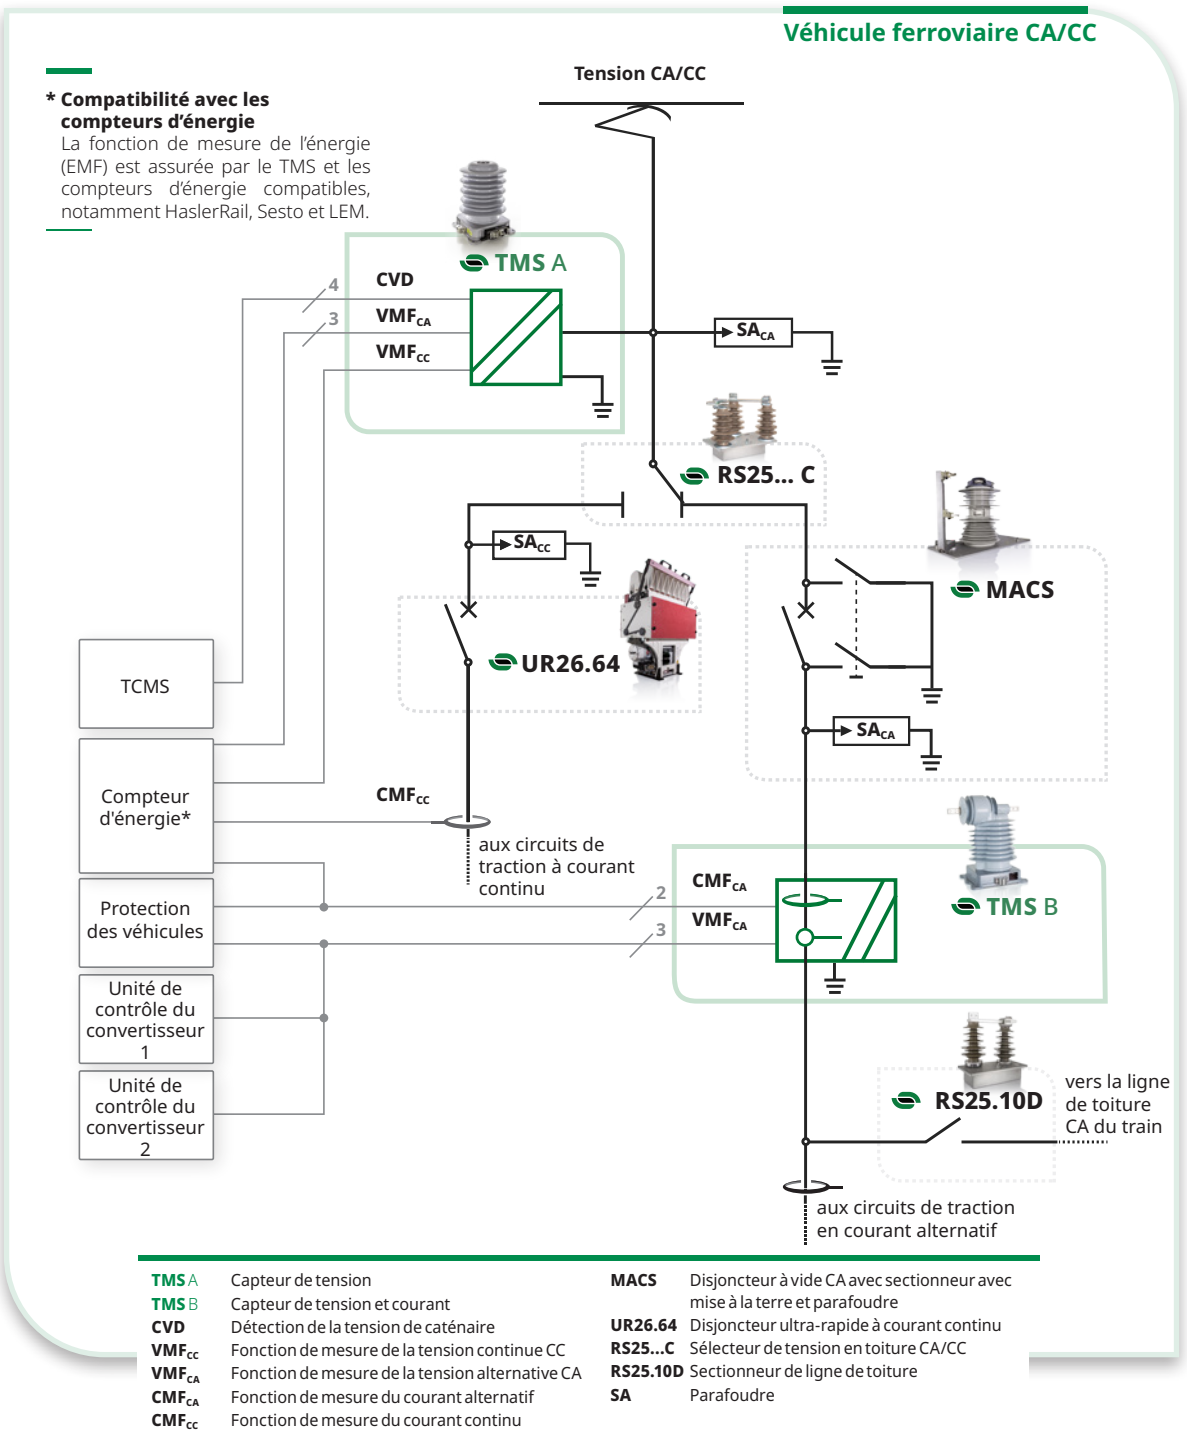 Véhicule ferroviaire CA/CC
Tension CA/CC
* Compatibilité avec les
compteurs d'énergie
La fonction de mesure de l'énergie
(EMF) est assurée par le TMS et les
compteurs d'énergie compatibles,
notamment HaslerRail, Sesto et LEM.
TMS A
4
CVD
3
VMFCA
VMFCC
SACA
RS25... C
SACC
MACS
UR26.64
TCMS
SACA
Compteur
d'énergie*
CMFCC
aux circuits de
traction à courant
continu
Protection
des véhicules
2
CMFCA
3
VMFCA
TMS B
Unité de
contrôle du
convertisseur
1
Unité de
contrôle du
convertisseur
2
RS25.10D
vers la ligne
de toiture
CA du train
aux circuits de traction
en courant alternatif
TMS A Capteur de tension
TMS B Capteur de tension et courant
CVD Détection de la tension de caténaire
VMFCC Fonction de mesure de la tension continue CC
VMFCA Fonction de mesure de la tension alternative CA
CMFCA Fonction de mesure du courant alternatif
CMFCC Fonction de mesure du courant continu
MACS Disjoncteur à vide CA avec sectionneur avec
mise à la terre et parafoudre
UR26.64 Disjoncteur ultra-rapide à courant continu
RS25...C Sélecteur de tension en toiture CA/CC
RS25.10D Sectionneur de ligne de toiture
SA Parafoudre